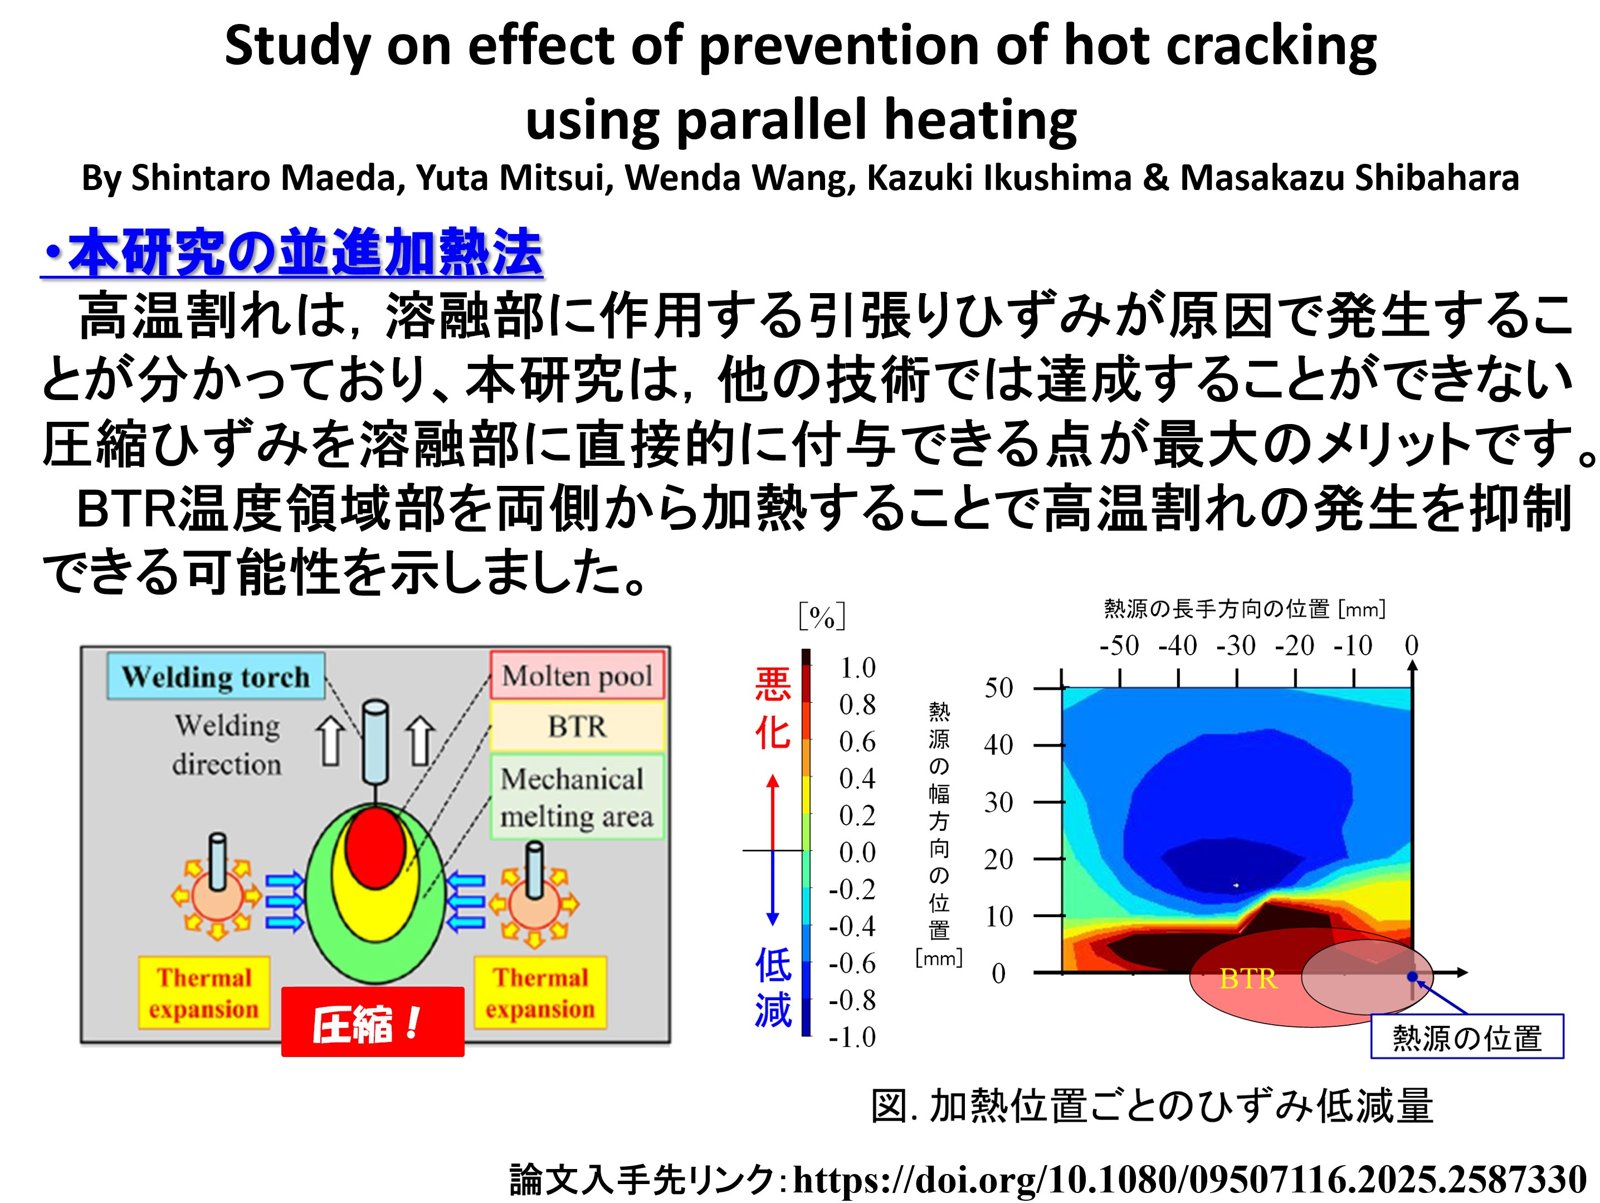 Study on effect of prevention of hot cracking
using parallel heating
By Shintaro Maeda, Yuta Mitsui, Wenda Wang, Kazuki Ikushima & Masakazu Shibahara
・本研究の並進加熱法
高温割れは，溶融部に作用する引張りひずみが原因で発生するこ
とが分かっており、本研究は，他の技術では達成することができない
圧縮ひずみを溶融部に直接的に付与できる点が最大のメリットです。
BTR温度領域部を両側から加熱することで高温割れの発生を抑制
できる可能性を示しました。
Welding torch
Welding
direction
Molten pool
BTR
Mechanical
melting area
Thermal
expansion
Thermal
expansion
圧縮！
[%]
悪化
低減
1.0
0.8
0.6
0.4
0.2
0.0
-0.2
-0.4
-0.6
-0.8
-1.0
熱源の長手方向の位置 [mm]
-50 -40 -30 -20 -10 0
熱源の幅方向の位置
[mm]
50
40
30
20
10
0
BTR
熱源の位置
図. 加熱位置ごとのひずみ低減量
論文入手先リンク：https://doi.org/10.1080/09507116.2025.2587330